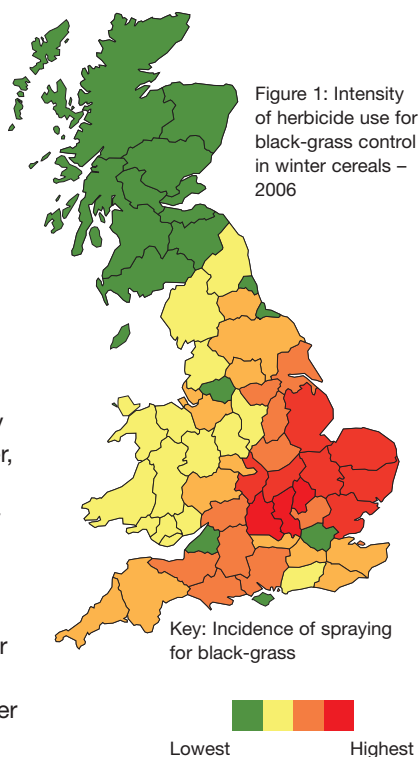 Figure 1: Intensity
of herbicide use for
black-grass control
in winter cereals –
2006
Key: Incidence of spraying
for black-grass
Lowest
Highest